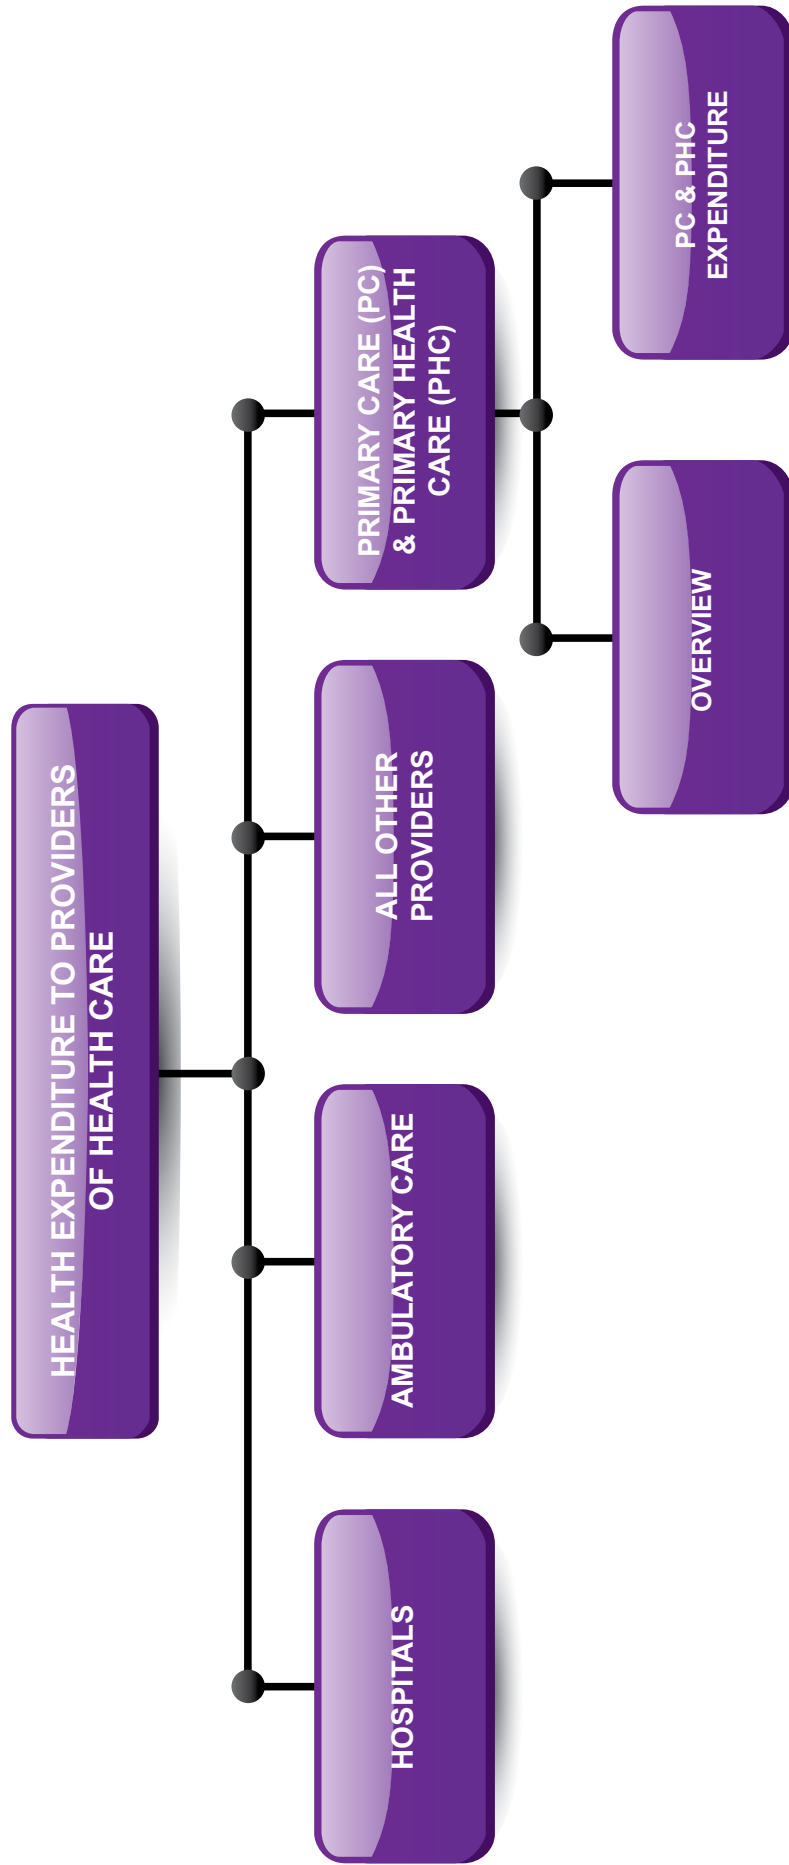 HEALTH EXPENDITURE TO PROVIDERS
OF HEALTH CARE
HOSPITALS
AMBULATORY CARE
ALL OTHER
PROVIDERS
PRIMARY CARE (PC)
& PRIMARY HEALTH
CARE (PHC)
OVERVIEW
PC & PHC
EXPENDITURE